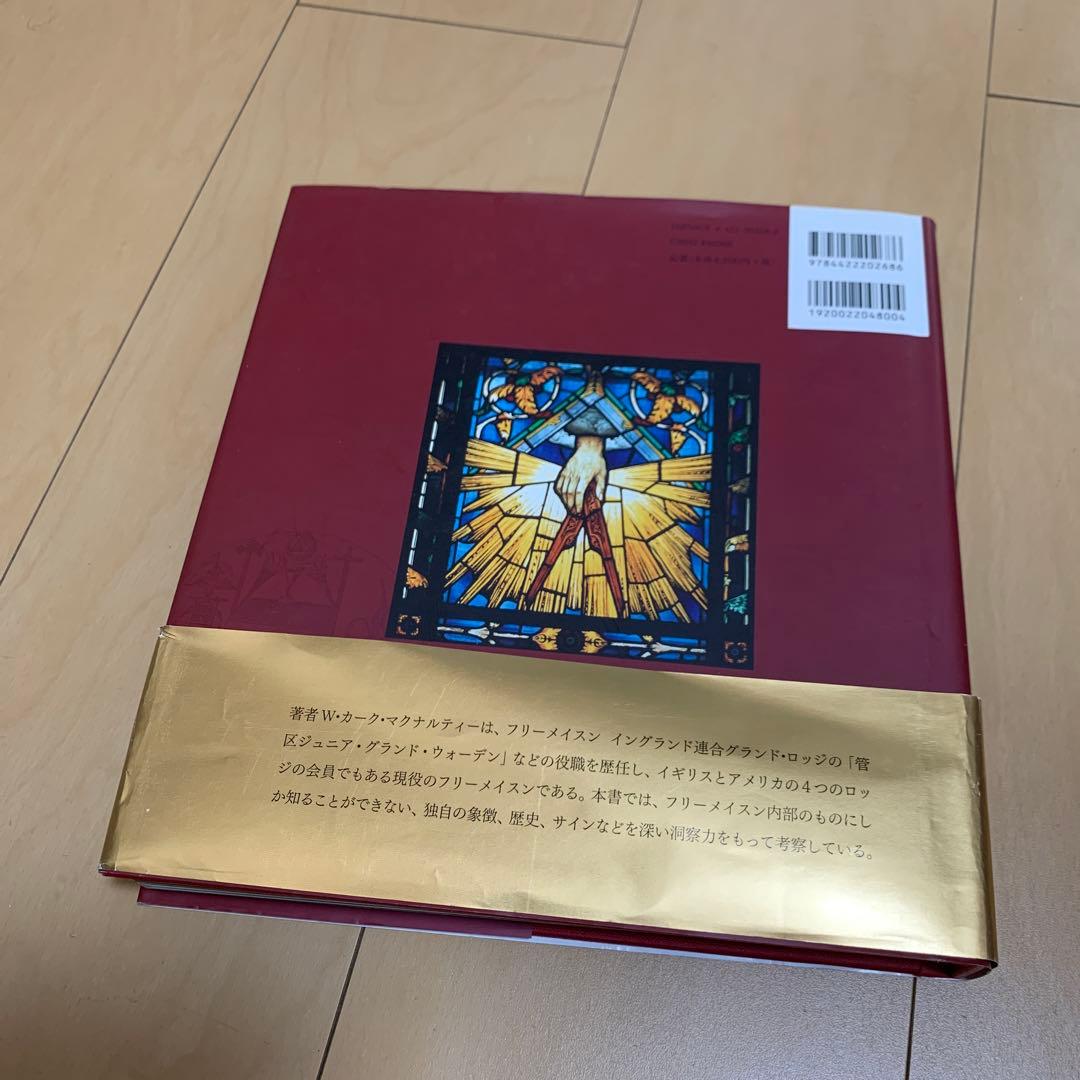 9784422202686
1920022048004
著者 W・カーク・マクナルティーは、フリーメイスン イングランド連合グランド・ロッジの「管
区ジュニア・グランド・ウォーデン」などの役職を歴任し、イギリスとアメリカの4つのロッ
ジの会員でもある現役のフリーメイスンである。本書では、フリーメイスン内部のものにし
か知ることができない、独自の象徴、歴史、サインなどを深い洞察力をもって考察している。